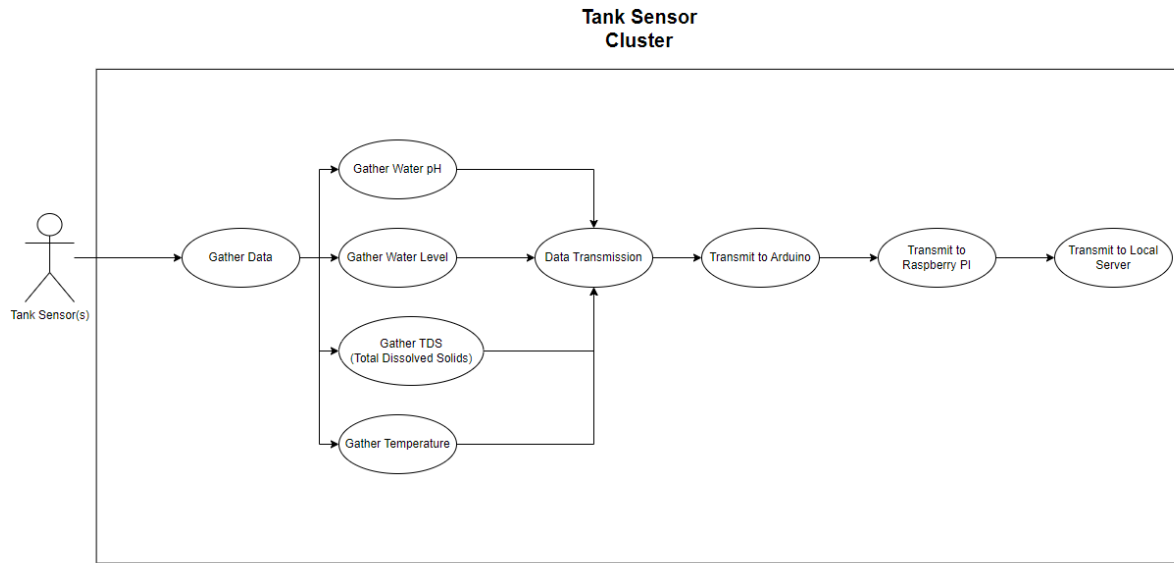 Tank Sensor
Cluster
Gather Water pH
Gather Data
Gather Water Level
Data Transmission
Transmit to Arduino
Transmit to
Raspberry PI
Transmit to Local
Server
Tank Sensor(s)
Gather TDS
(Total Dissolved Solids)
Gather Temperature